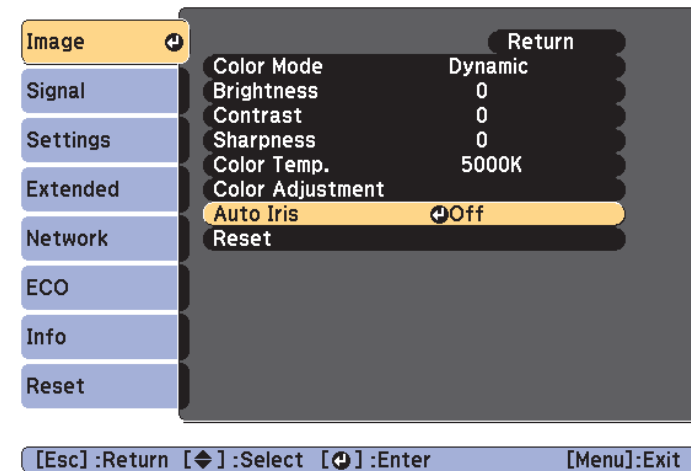 Image
Signal
Settings
Extended
Network
ECO
Info
Reset
Return
Color Mode Dynamic
Brightness 0
Contrast 0
Sharpness 0
Color Temp. 5000K
Color Adjustment
Auto Iris Off
Reset
[Esc] :Return [◆] :Select [↵] :Enter [Menu]:Exit